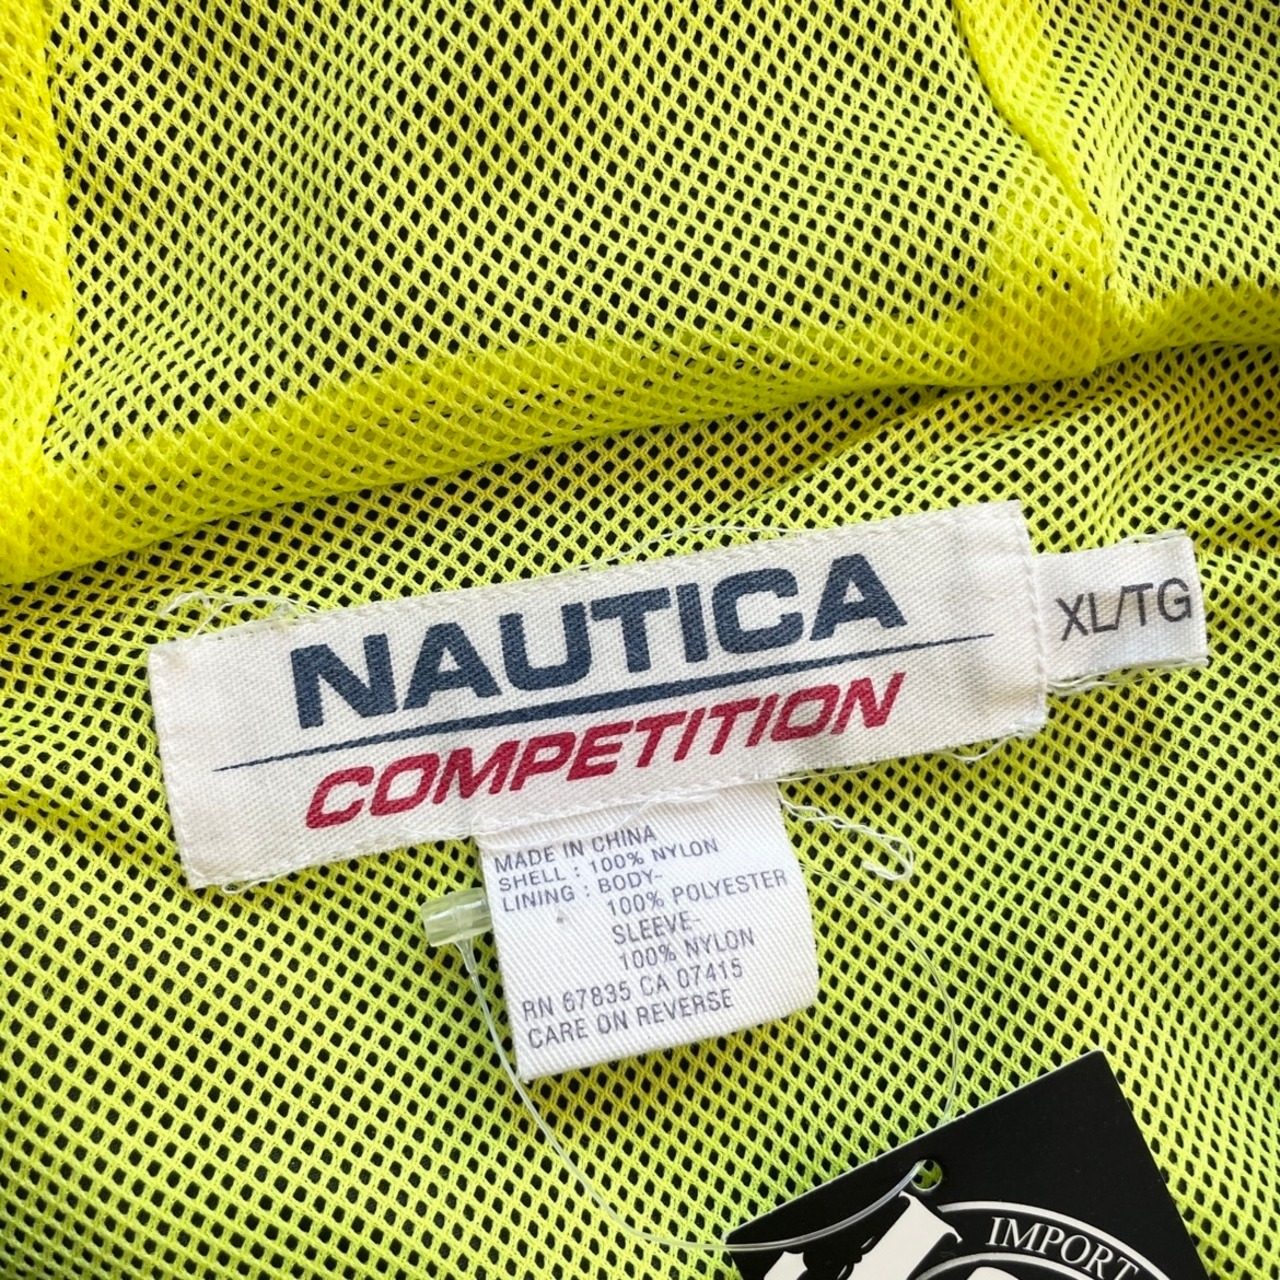 NAUTICA
COMPETITION
XL/TG
MADE IN CHINA
SHELL : 100% NYLON
LINING : BODY-
100% POLYESTER
SLEEVE-
100% NYLON
RN 67835 CA 07415
CARE ON REVERSE
IMPORT